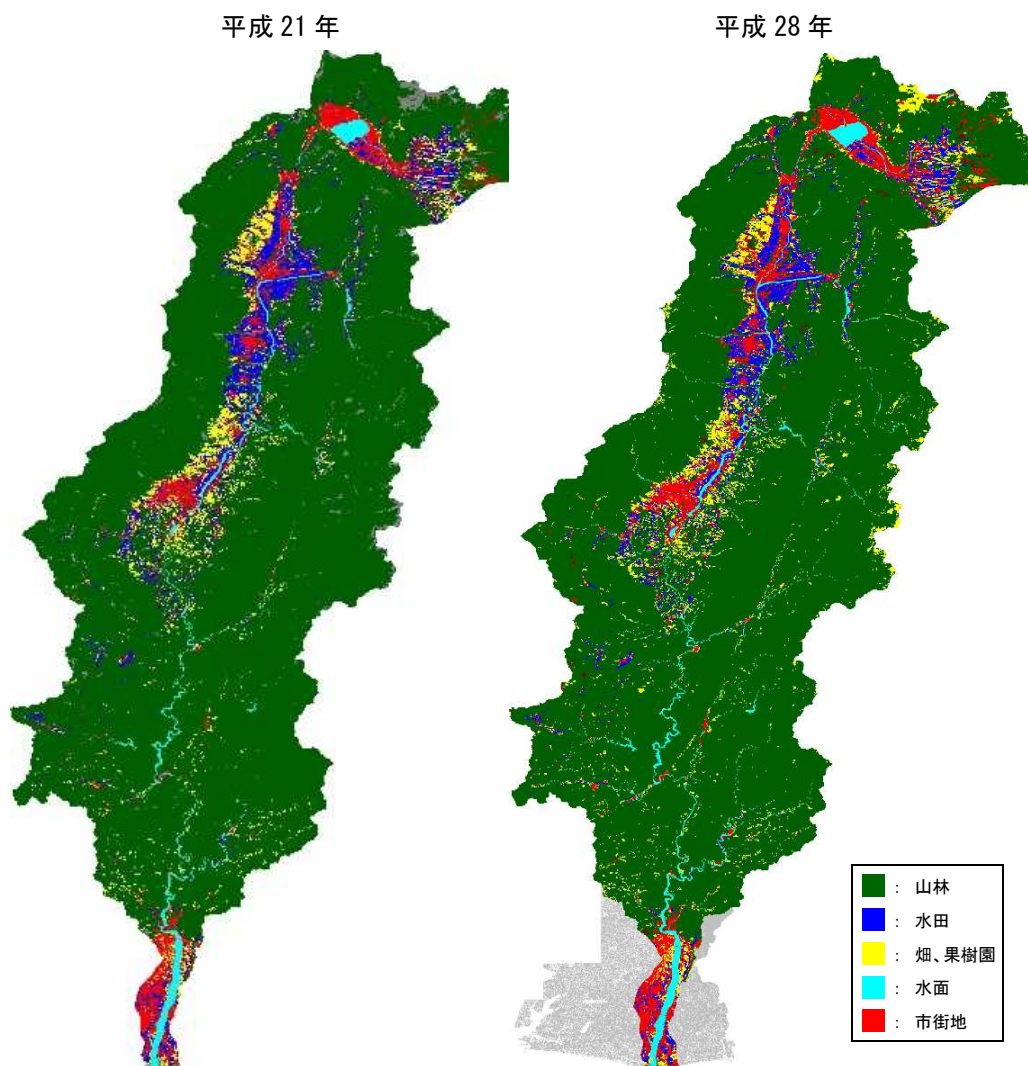 平成 21 年
平成 28 年
： 山林
： 水田
： 畑、果樹園
： 水面
： 市街地